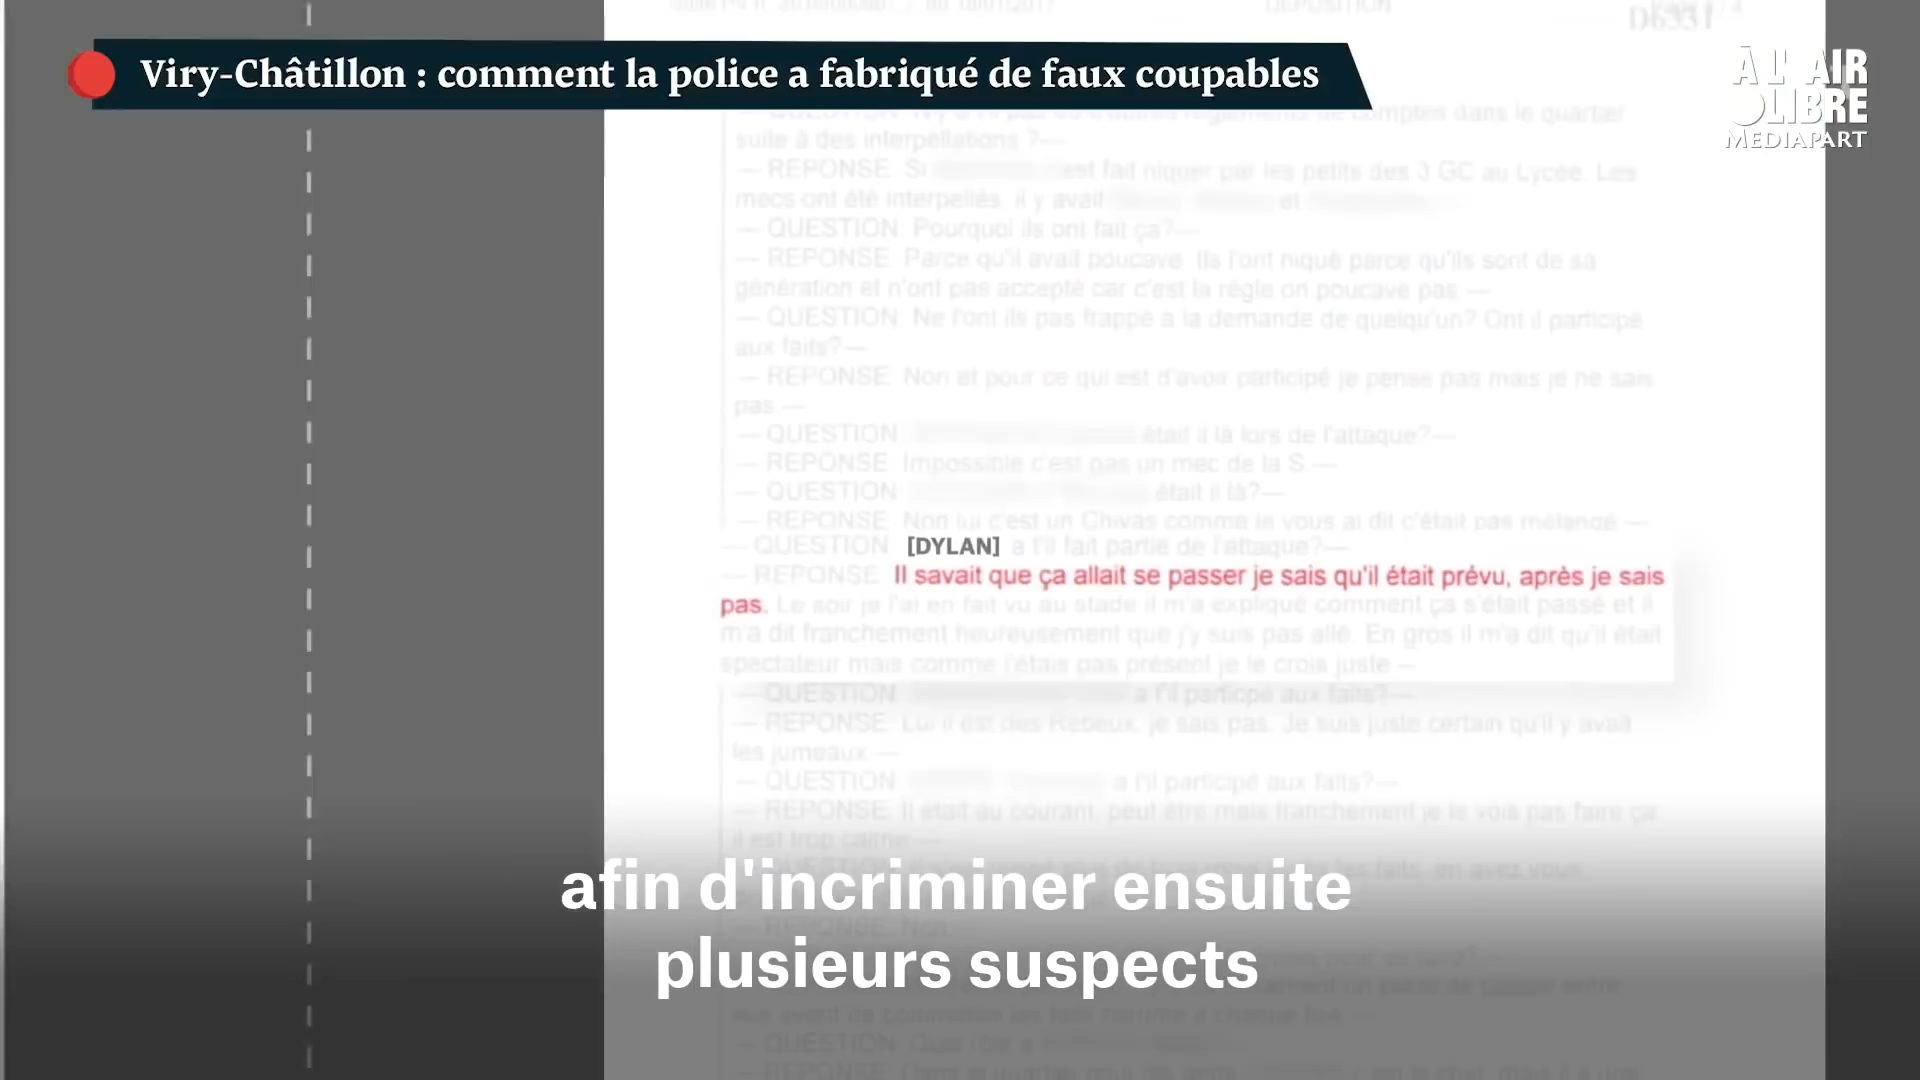 DEPOSITION
D6331
Viry-Châtillon : comment la police a fabriqué de faux coupables
À L'AIR
LIBRE
MEDIAPART
comptes dans le quartier
suite à des interpellations ?—
— REPONSE Si est fait niquer par les petits des 3 GC au Lycée. Les
mecs ont été interpellés, il y avait et
— QUESTION Pourquoi ils ont fait ça?—
— REPONSE Parce qu'il avait poucave. Ils l'ont niqué parce qu'ils sont de sa
génération et n'ont pas accepté car c'est la règle on poucave pas —
— QUESTION Ne l'ont ils pas frappé à la demande de quelqu'un? Ont il participé
aux faits?—
— REPONSE Non et pour ce qui est d'avoir participé je pense pas mais je ne sais
pas —
— QUESTION était il là lors de l'attaque?—
— REPONSE Impossible c'est pas un mec de la S —
— QUESTION était il là?—
— REPONSE Non lui c'est un Chivas comme je vous ai dit c'était pas mélangé —
— QUESTION [DYLAN] a t'il fait partie de l'attaque?—
— REPONSE Il savait que ça allait se passer je sais qu'il était prévu, après je sais
pas. Le soir je l'ai en fait vu au stade il m'a expliqué comment ça s'était passé et il
m'a dit franchement heureusement que j'y suis pas allé. En gros il m'a dit qu'il était
spectateur mais comme j'étais pas présent je le crois juste —
— QUESTION a t'il particpé aux faits?—
— REPONSE Lui il est des Rebeux, je sais pas. Je suis juste certain qu'il y avait
les jumeaux —
— QUESTION a t'il participé aux faits?—
— REPONSE Il était au courant, peut être mais franchement je le vois pas faire ça
il est trop calme —
afin d'incriminer ensuite
— REPONSE Non
plusieurs suspects
— QUESTION